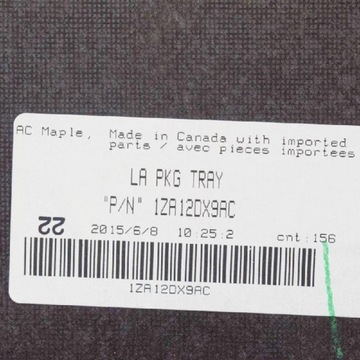 AC Maple, Made in Canada with imported
parts / avec pieces importees
LA PKG TRAY
"P/N" 1ZA12DX9AC
22
2015/6/8 10:25:2 cnt:156
1ZA12DX9AC